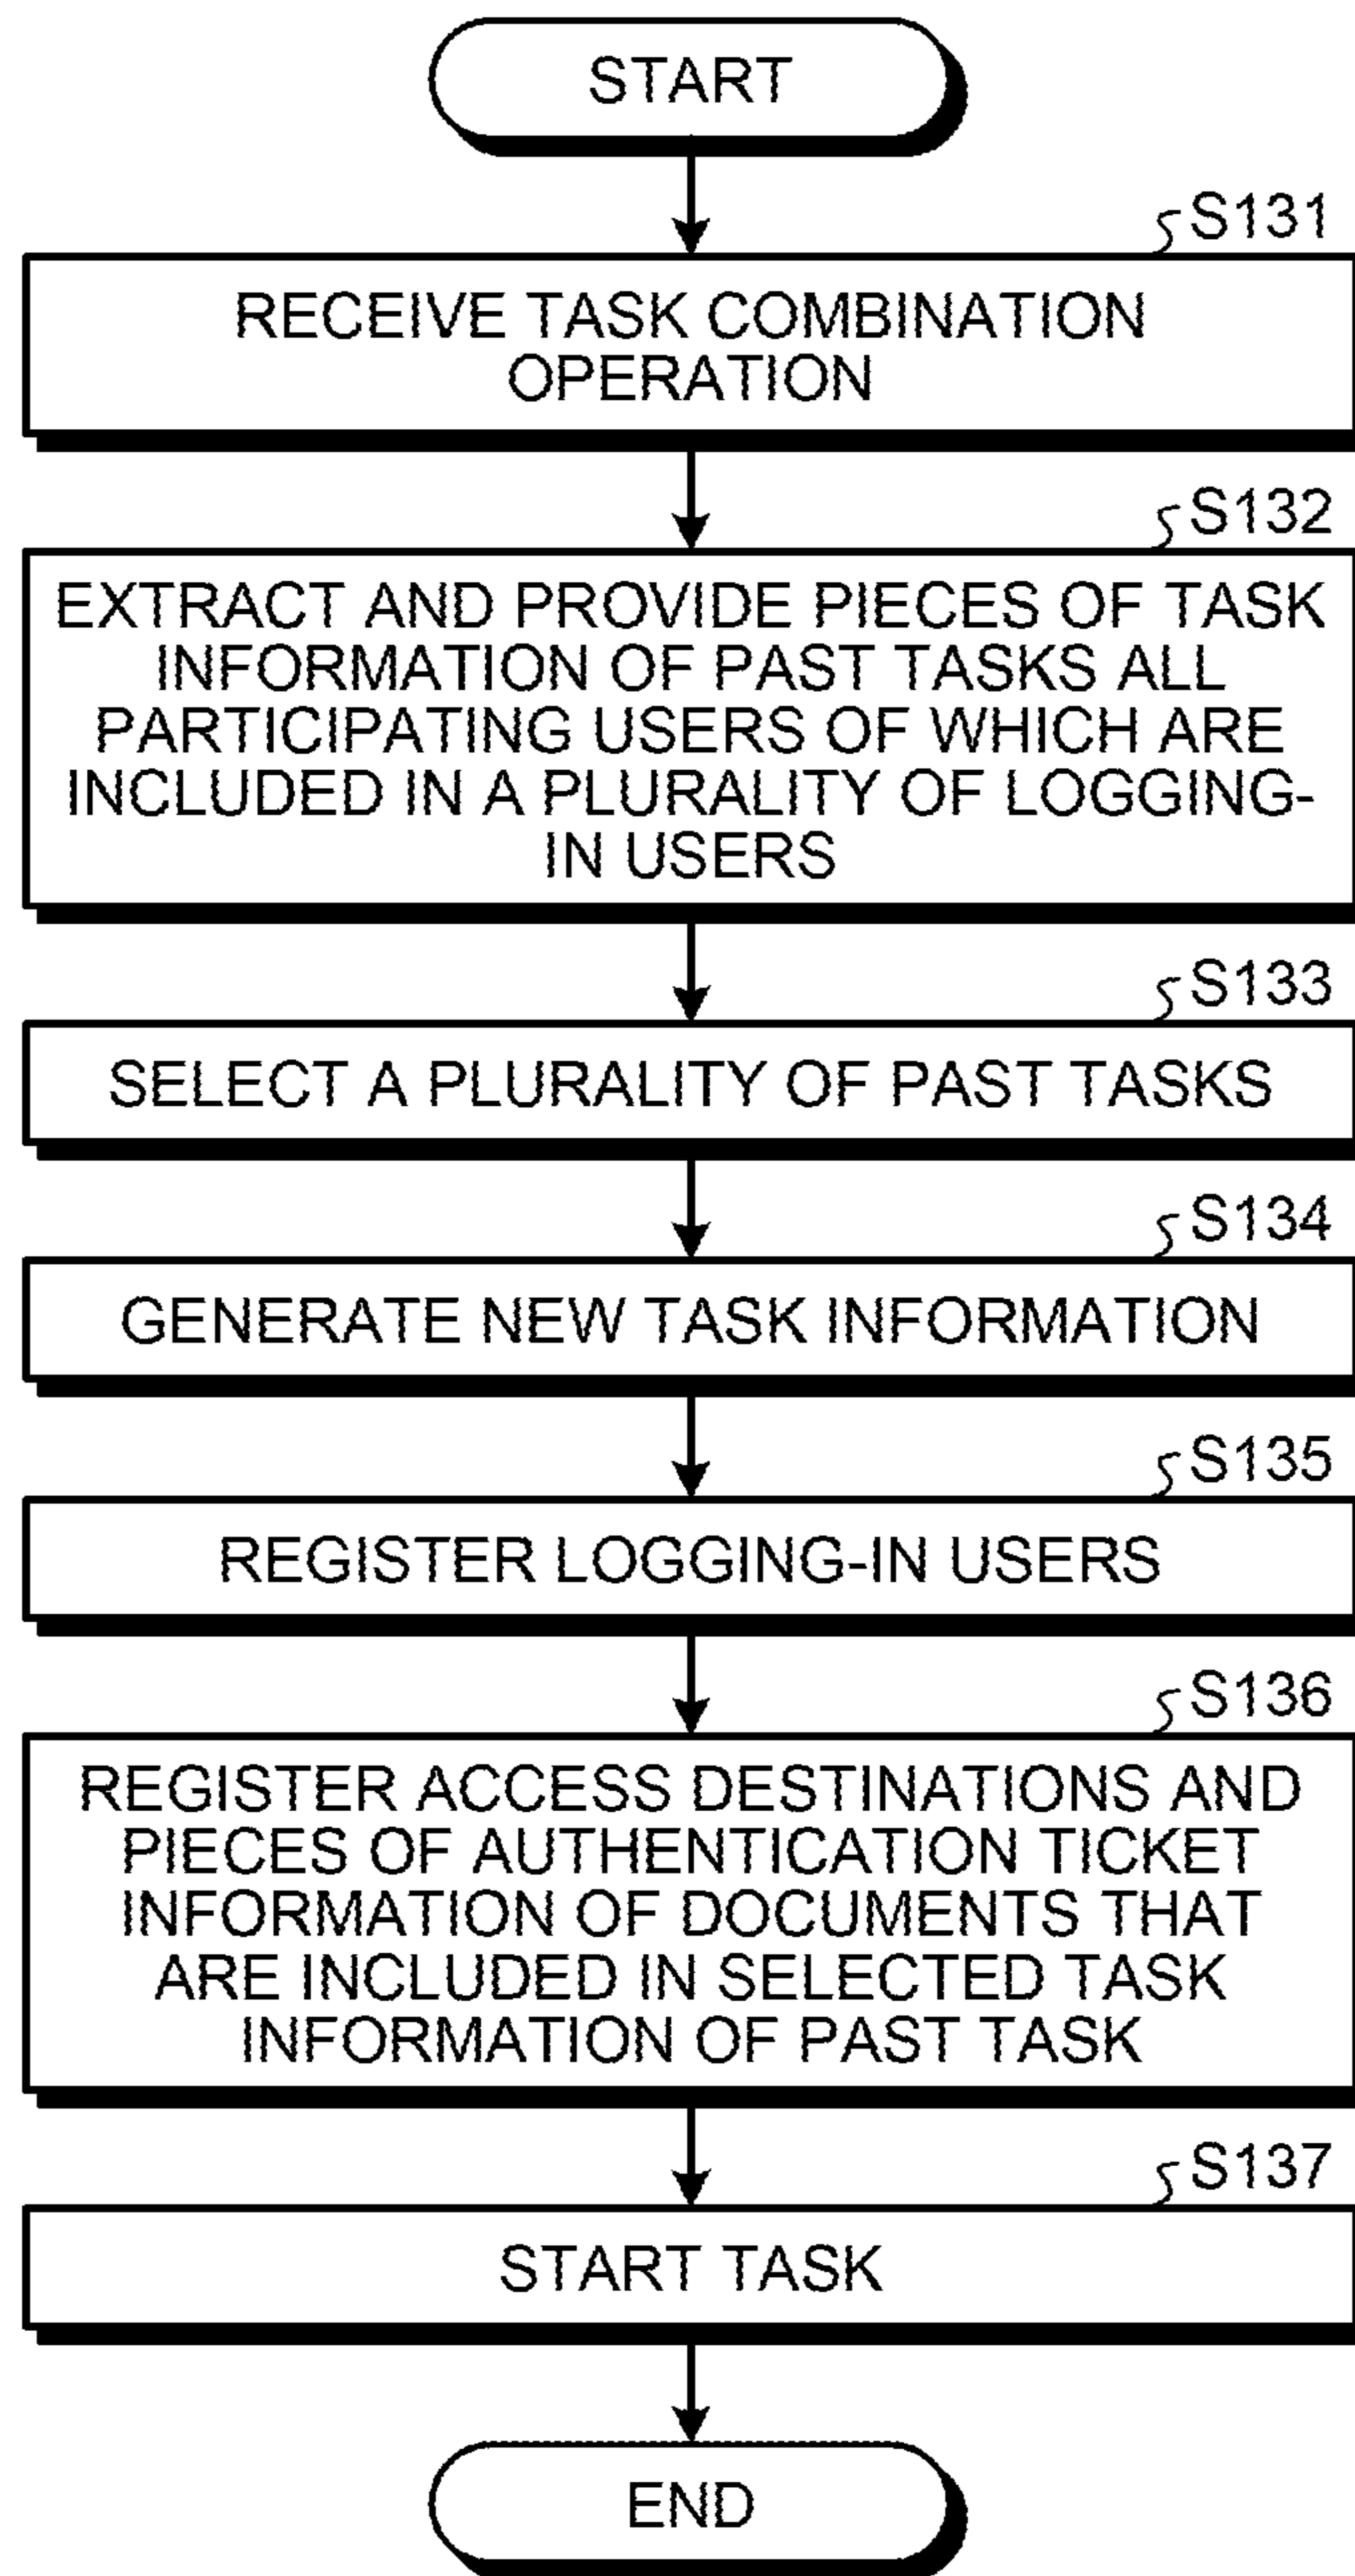 START
S131
RECEIVE TASK COMBINATION
OPERATION
S132
EXTRACT AND PROVIDE PIECES OF TASK
INFORMATION OF PAST TASKS ALL
PARTICIPATING USERS OF WHICH ARE
INCLUDED IN A PLURALITY OF LOGGING-
IN USERS
S133
SELECT A PLURALITY OF PAST TASKS
S134
GENERATE NEW TASK INFORMATION
S135
REGISTER LOGGING-IN USERS
S136
REGISTER ACCESS DESTINATIONS AND
PIECES OF AUTHENTICATION TICKET
INFORMATION OF DOCUMENTS THAT
ARE INCLUDED IN SELECTED TASK
INFORMATION OF PAST TASK
S137
START TASK
END